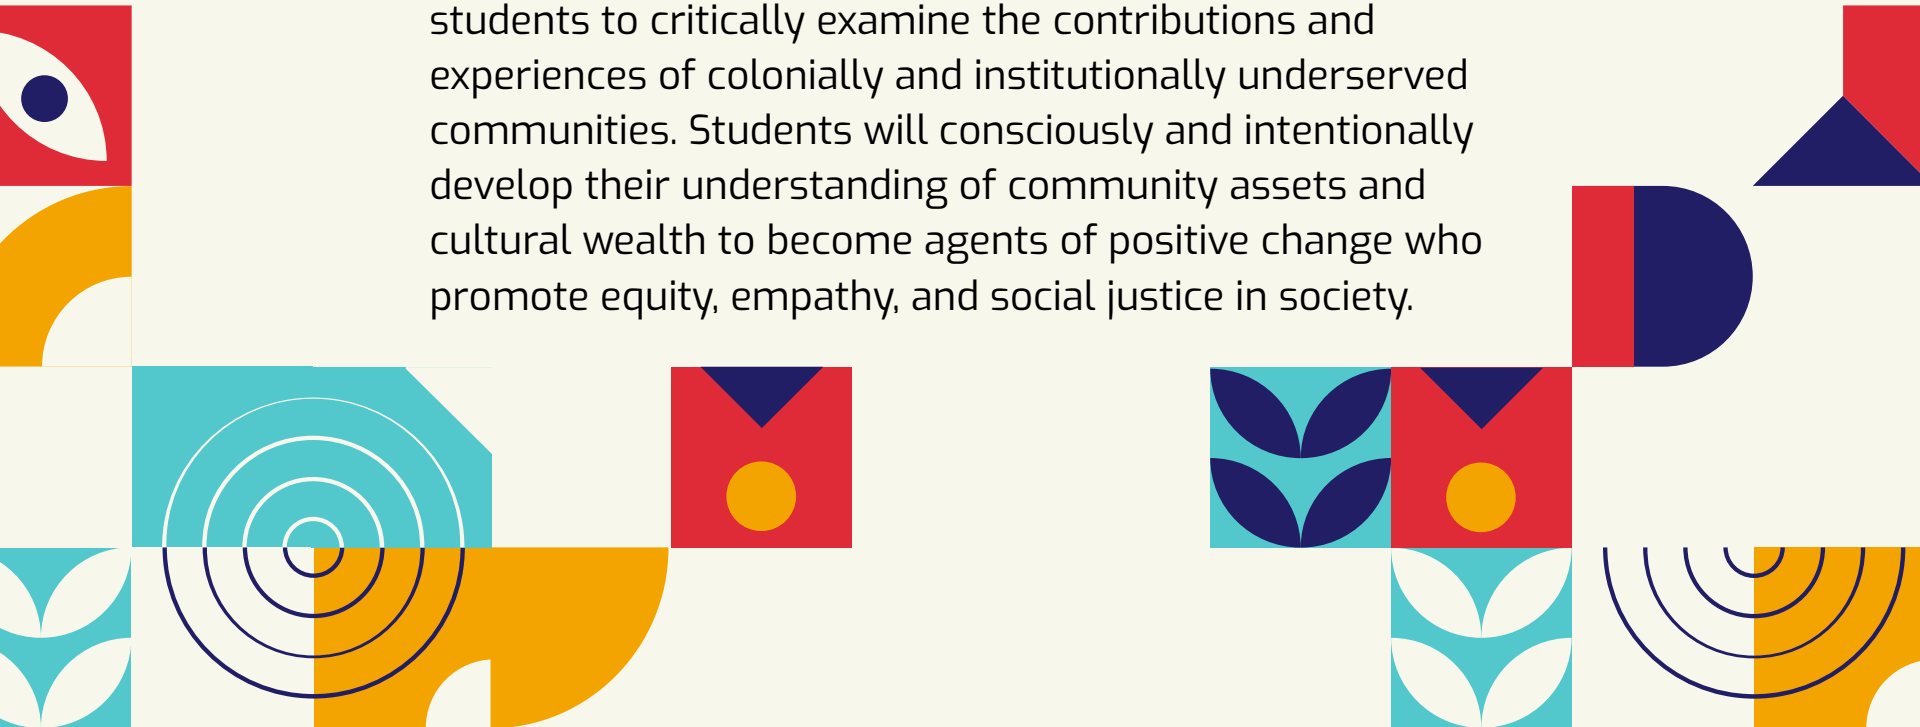 students to critically examine the contributions and
experiences of colonially and institutionally underserved
communities. Students will consciously and intentionally
develop their understanding of community assets and
cultural wealth to become agents of positive change who
promote equity, empathy, and social justice in society.